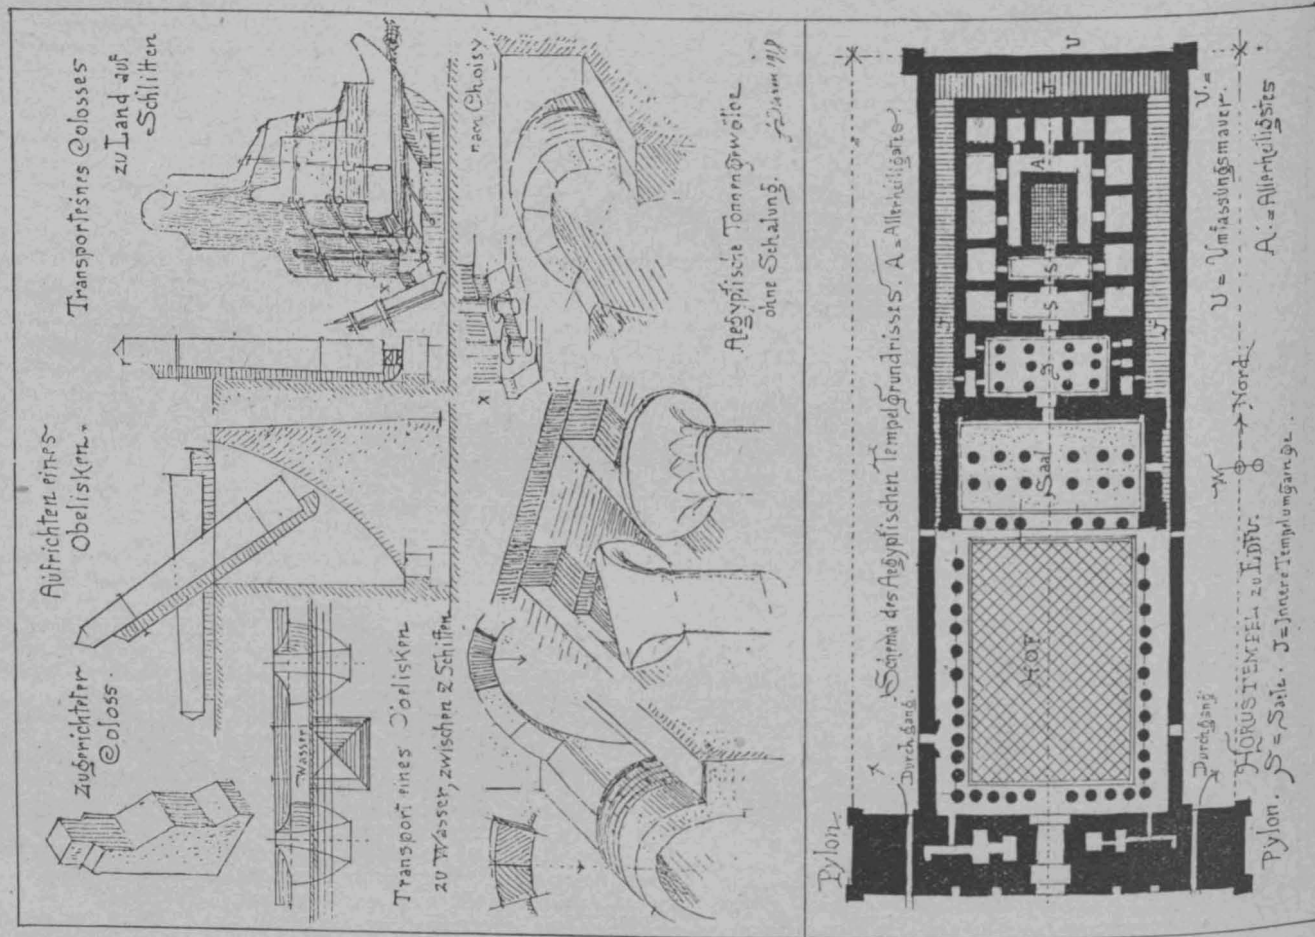 Transport eines Colosses
zu Land auf
Schlitten
Aufrichten eines
Obelisken.
zugerichteter
Coloss.
Wasser
Transport eines Obelisken
zu Wasser, zwischen 2 Schiffen
nach Choisy
x
x
Aegyptische Tonnengewölbe
ohne Schalung.
1918
Schema des Aegyptischen Tempelgrundrisses. A = Allerheiligstes
Pylon
Durchgang
x
Hof
Saal
S
S
S
A
J
J
J
U
Durchgang
W
Nord
U = Umfassungsmauer.
HORUSTEMPEL zu Edfu.
Pylon. S = Säle. J = Innere Tempelumgänge. A = Allerheiligstes
U =